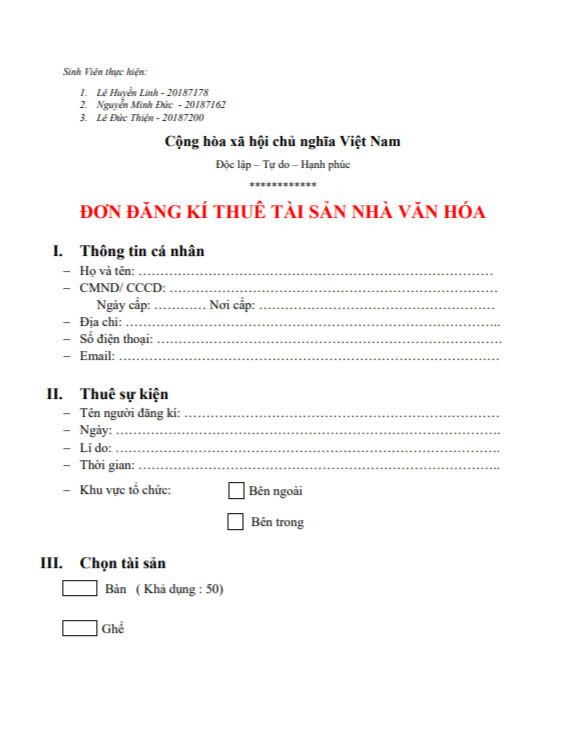 Sinh Viên thực hiện:
1. Lê Huyền Linh - 20187178
2. Nguyễn Minh Đức - 20187162
3. Lê Đức Thiện - 20187200
Cộng hòa xã hội chủ nghĩa Việt Nam
Độc lập – Tự do – Hạnh phúc
************
ĐƠN ĐĂNG KÍ THUÊ TÀI SẢN NHÀ VĂN HÓA
I. Thông tin cá nhân
– Họ và tên: ……………………………………………………………………
– CMND/ CCCD: ………………………………………………………………
Ngày cấp: ………… Nơi cấp: ……………………………………………
– Địa chỉ: ………………………………………………………………………...
– Số điện thoại: ………………………………………………………………….
– Email: …………………………………………………………………………
II. Thuê sự kiện
– Tên người đăng kí: ……………………………………………………………
– Ngày: ………………………………………………………………………….
– Lí do: ………………………………………………………………………….
– Thời gian: ……………………………………………………………………..
– Khu vực tổ chức: Bên ngoài
Bên trong
III. Chọn tài sản
Bàn ( Khả dụng : 50)
Ghế